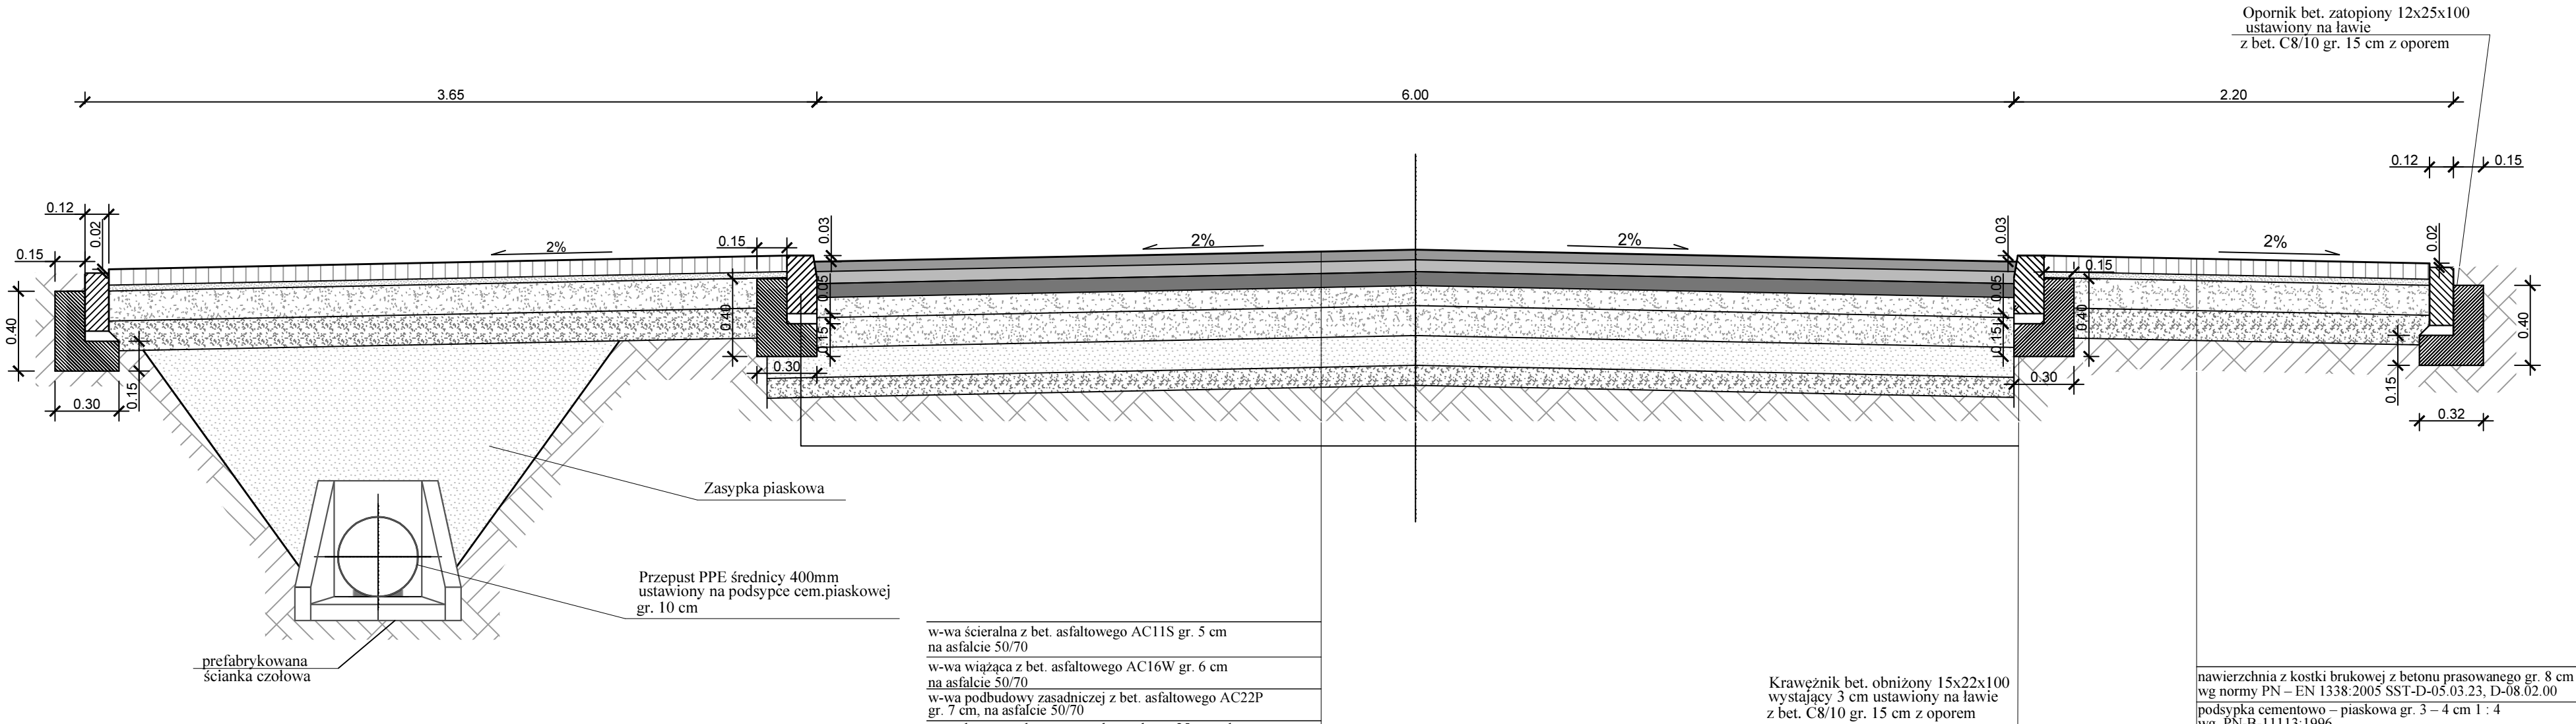 Opornik bet. zatopiony 12x25x100
ustawiony na ławie
z bet. C8/10 gr. 15 cm z oporem
3.65
6.00
2.20
0.12
0.15
0.12
0.02
0.15
0.15
0.03
0.03
0.02
2%
2%
2%
2%
0.15
0.40
0.40
0.05
0.15
0.05
0.15
0.40
0.40
0.30
0.15
0.30
0.30
0.15
0.32
Zasypka piaskowa
Przepust PPE średnicy 400mm
ustawiony na podsypce cem.piaskowej
gr. 10 cm
prefabrykowana
ścianka czołowa
w-wa ścieralna z bet. asfaltowego AC11S gr. 5 cm
na asfalcie 50/70
w-wa wiążąca z bet. asfaltowego AC16W gr. 6 cm
na asfalcie 50/70
w-wa podbudowy zasadniczej z bet. asfaltowego AC22P
gr. 7 cm, na asfalcie 50/70
Krawężnik bet. obniżony 15x22x100
wystający 3 cm ustawiony na ławie
z bet. C8/10 gr. 15 cm z oporem
nawierzchnia z kostki brukowej z betonu prasowanego gr. 8 cm
wg normy PN – EN 1338:2005 SST-D-05.03.23, D-08.02.00
podsypka cementowo – piaskowa gr. 3 – 4 cm 1 : 4
wg. PN-B-11113:1996